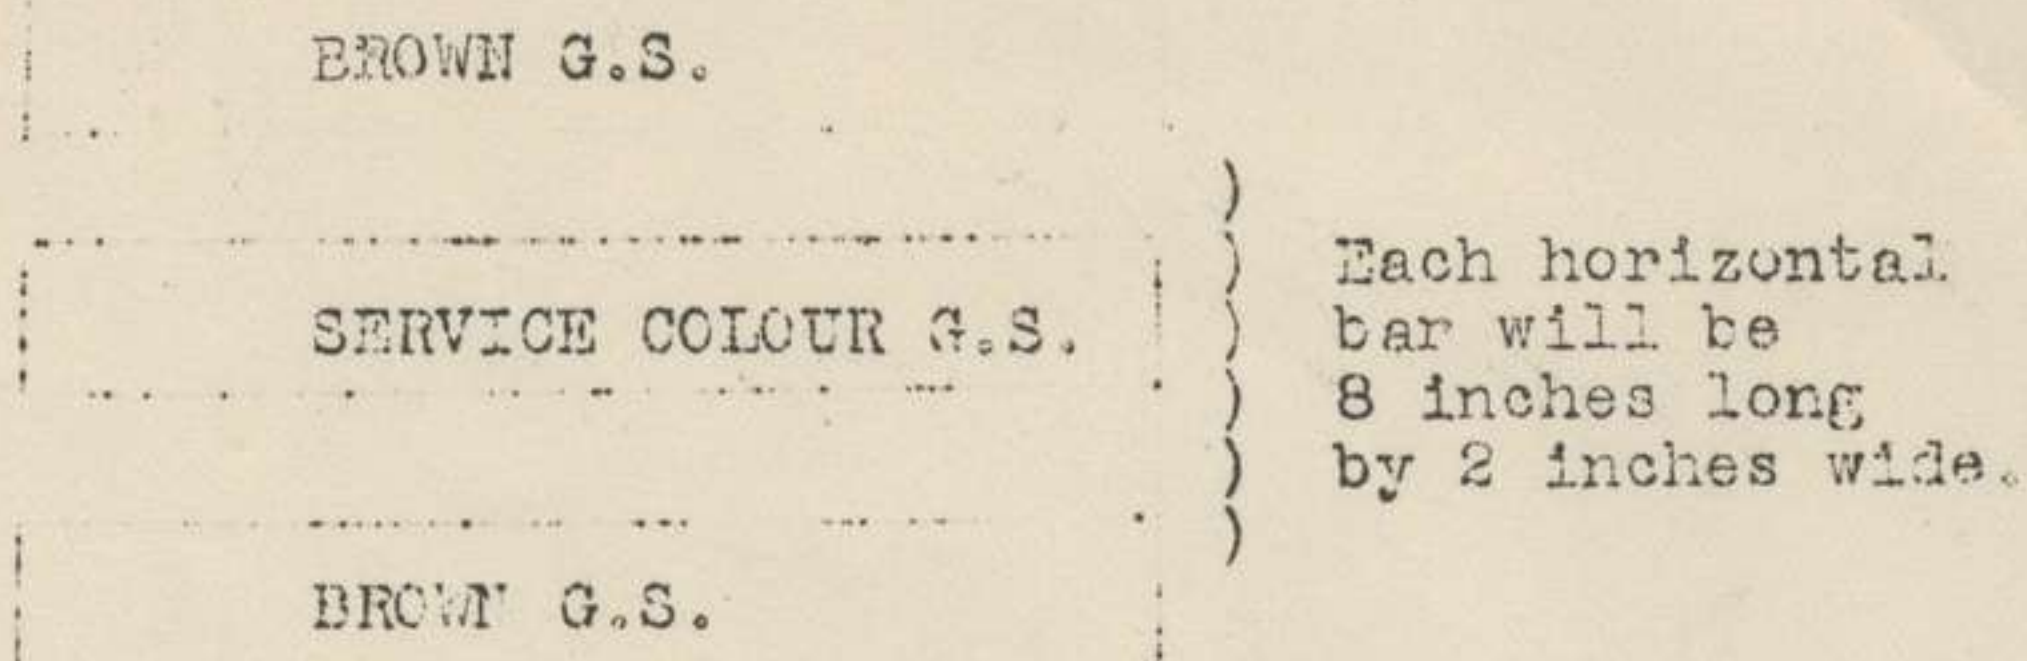 BROWN G.S.
)
) Each horizontal
SERVICE COLOUR G.S. ) bar will be
) 8 inches long
) by 2 inches wide.
)
BROWN G.S.